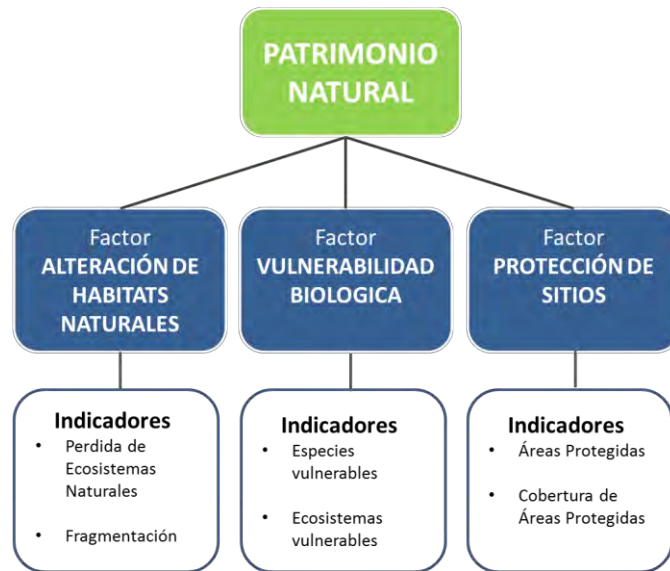 PATRIMONIO
NATURAL
Factor
ALTERACIÓN DE
HABITATS
NATURALES
Factor
VULNERABILIDAD
BIOLOGICA
Factor
PROTECCIÓN DE
SITIOS
Indicadores
• Perdida de
Ecosistemas
Naturales
• Fragmentación
Indicadores
• Especies
vulnerables
• Ecosistemas
vulnerables
Indicadores
• Áreas Protegidas
• Cobertura de
Áreas Protegidas